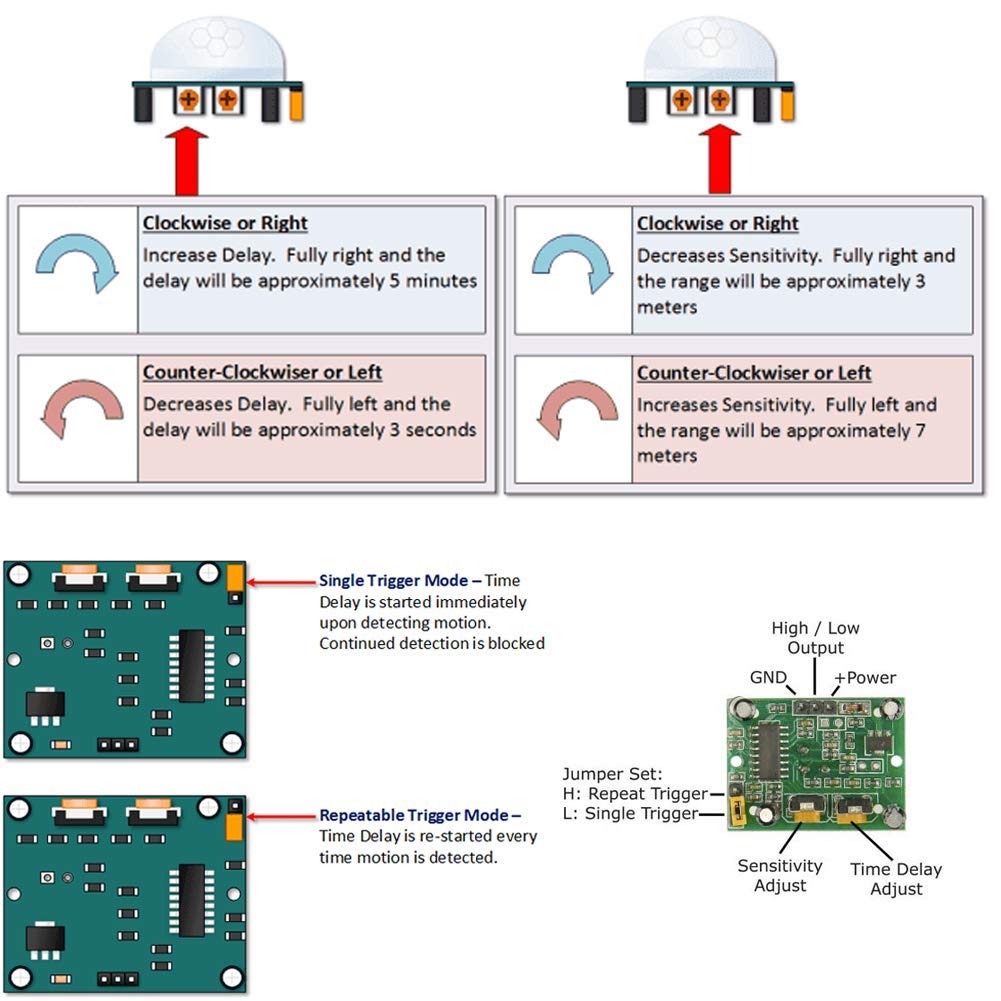 Clockwise or Right
Increase Delay. Fully right and the
delay will be approximately 5 minutes
Counter-Clockwiser or Left
Decreases Delay. Fully left and the
delay will be approximately 3 seconds
Clockwise or Right
Decreases Sensitivity. Fully right and
the range will be approximately 3
meters
Counter-Clockwiser or Left
Increases Sensitivity. Fully left and
the range will be approximately 7
meters
Single Trigger Mode – Time
Delay is started immediately
upon detecting motion.
Continued detection is blocked
Repeatable Trigger Mode –
Time Delay is re-started every
time motion is detected.
High / Low
Output
GND
+Power
Jumper Set:
H: Repeat Trigger
L: Single Trigger
Sensitivity
Adjust
Time Delay
Adjust